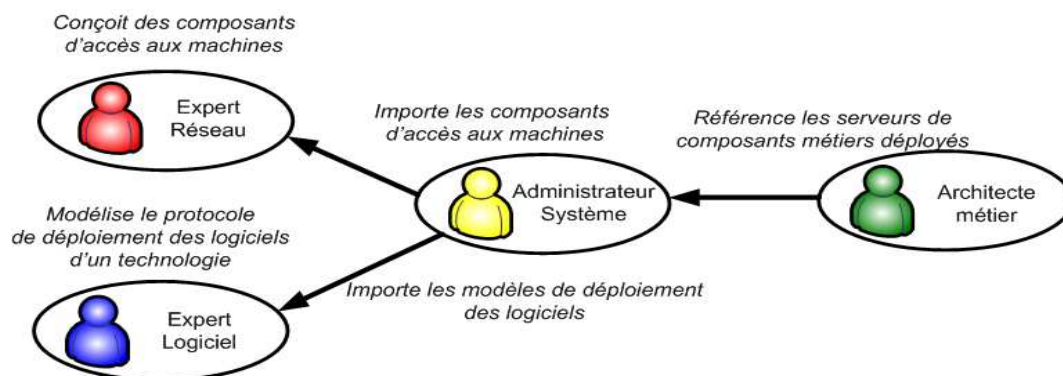 Conçoit des composants
d'accès aux machines
Expert
Réseau
Importe les composants
d'accès aux machines
Référence les serveurs de
composants métiers déployés
Administrateur
Système
Architecte
métier
Modélise le protocole
de déploiement des logiciels
d'un technologie
Importe les modèles de déploiement
des logiciels
Expert
Logiciel